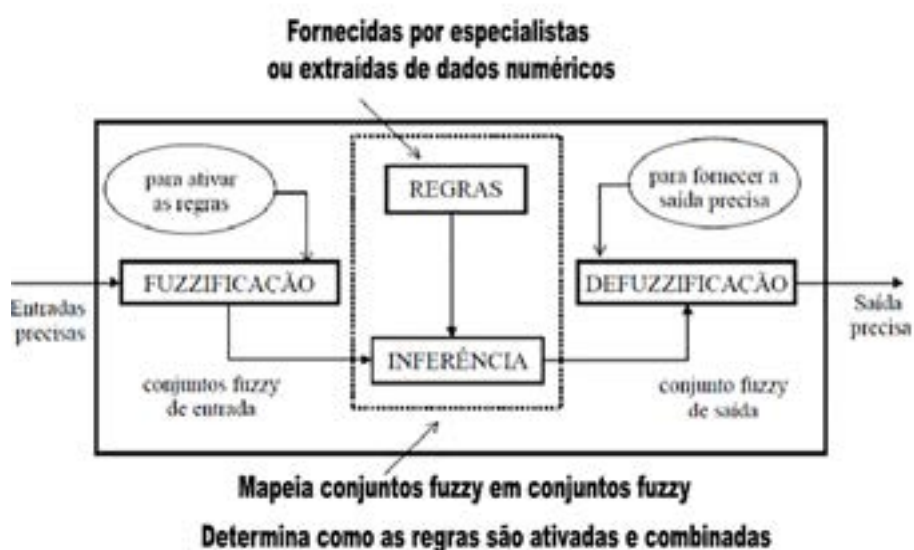 Fornecidas por especialistas
ou extraídas de dados numéricos
para ativar
as regras
REGRAS
para fornecer a
saída precisa
FUZZIFICAÇÃO
DEFUZZIFICAÇÃO
Entradas
precisas
Saída
precisa
INFERÊNCIA
conjuntos fuzzy
de entrada
conjunto fuzzy
de saída
Mapeia conjuntos fuzzy em conjuntos fuzzy
Determina como as regras são ativadas e combinadas